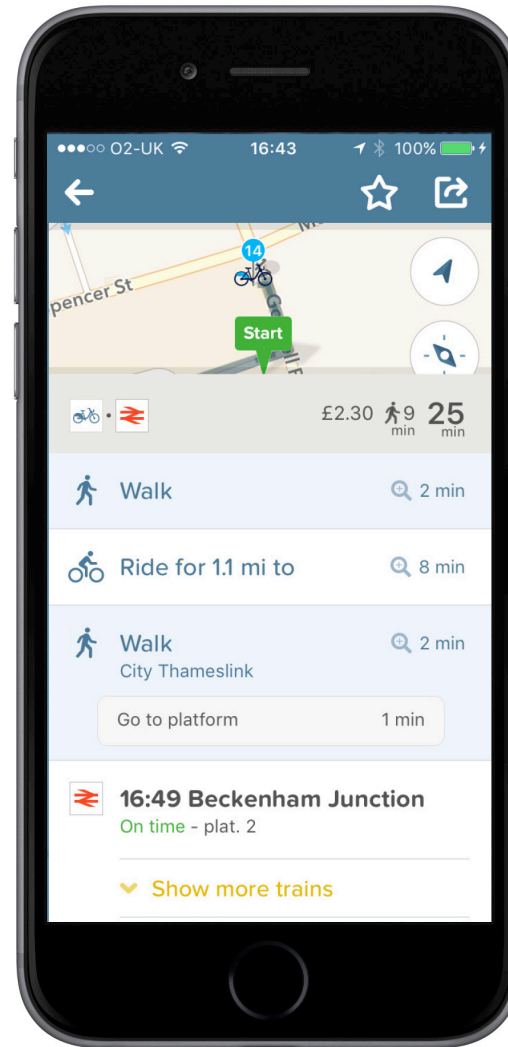 O2-UK 16:43 100%
14
Spencer St
Start
£2.30 9 min 25 min
Walk 2 min
Ride for 1.1 mi to 8 min
Walk 2 min
City Thameslink
Go to platform 1 min
16:49 Beckenham Junction
On time - plat. 2
Show more trains